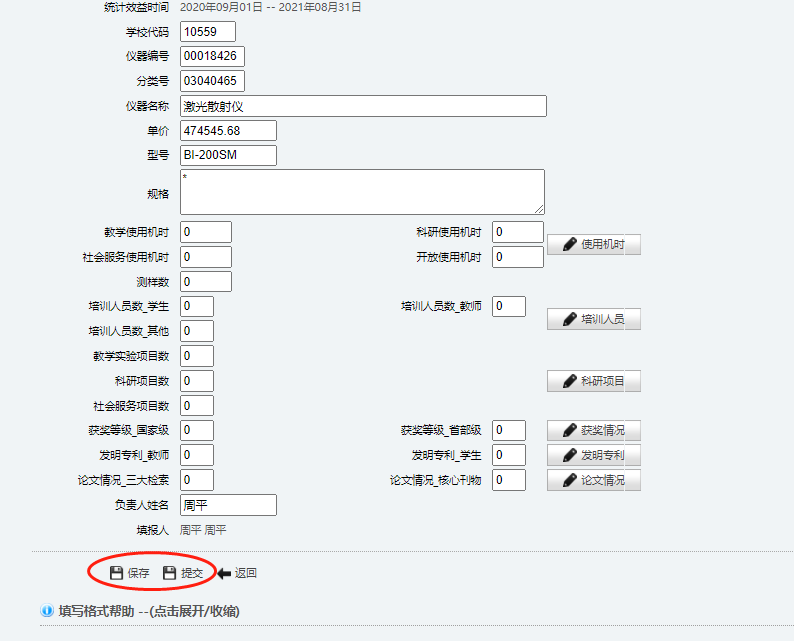 统计效益时间 2020年09月01日 -- 2021年08月31日
学校代码 10559
仪器编号 00018426
分类号 03040465
仪器名称 激光散射仪
单价 474545.68
型号 BI-200SM
规格 *
教学使用机时 0 科研使用机时 0 使用机时
社会服务使用机时 0 开放使用机时 0
测样数 0
培训人员数_学生 0 培训人员数_教师 0 培训人员
培训人员数_其他 0
教学实验项目数 0
科研项目数 0 科研项目
社会服务项目数 0
获奖等级_国家级 0 获奖等级_省部级 0 获奖情况
发明专利_教师 0 发明专利_学生 0 发明专利
论文情况_三大检索 0 论文情况_核心刊物 0 论文情况
负责人姓名 周平
填报人 周平 周平
保存 提交 返回
填写格式帮助 --(点击展开/收缩)